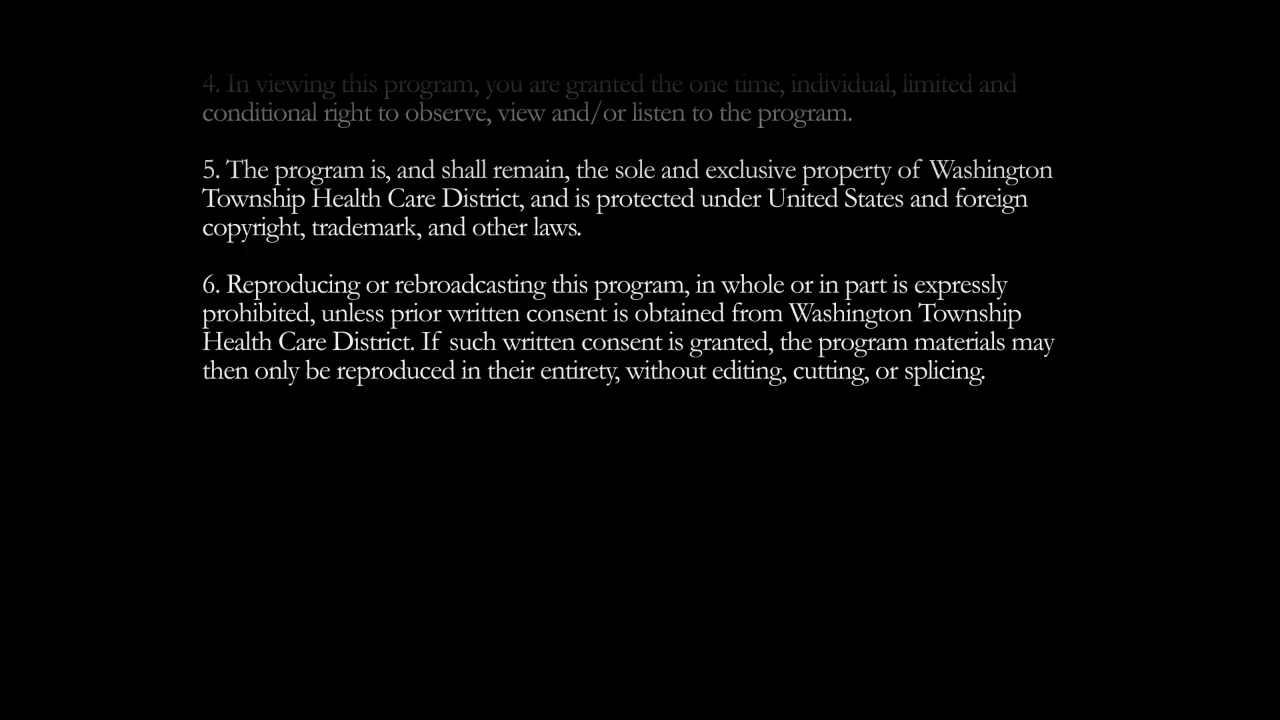 4. In viewing this program, you are granted the one time, individual, limited and
conditional right to observe, view and/or listen to the program.
5. The program is, and shall remain, the sole and exclusive property of Washington
Township Health Care District, and is protected under United States and foreign
copyright, trademark, and other laws.
6. Reproducing or rebroadcasting this program, in whole or in part is expressly
prohibited, unless prior written consent is obtained from Washington Township
Health Care District. If such written consent is granted, the program materials may
then only be reproduced in their entirety, without editing, cutting, or splicing.